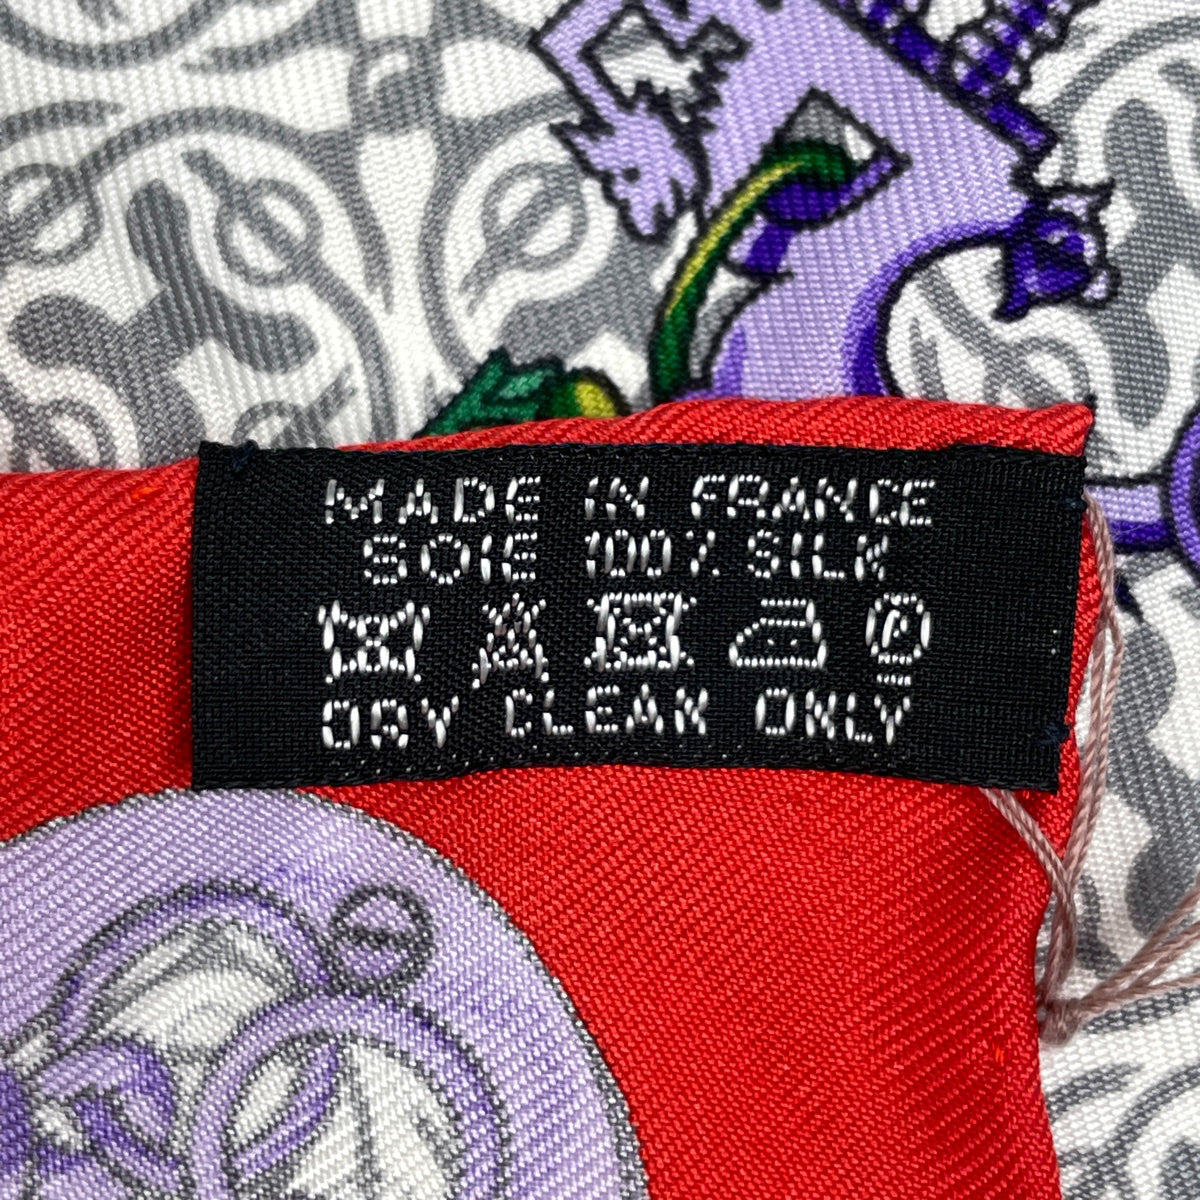 MADE IN FRANCE
SOIE 100% SILK
P
DRY CLEAN ONLY